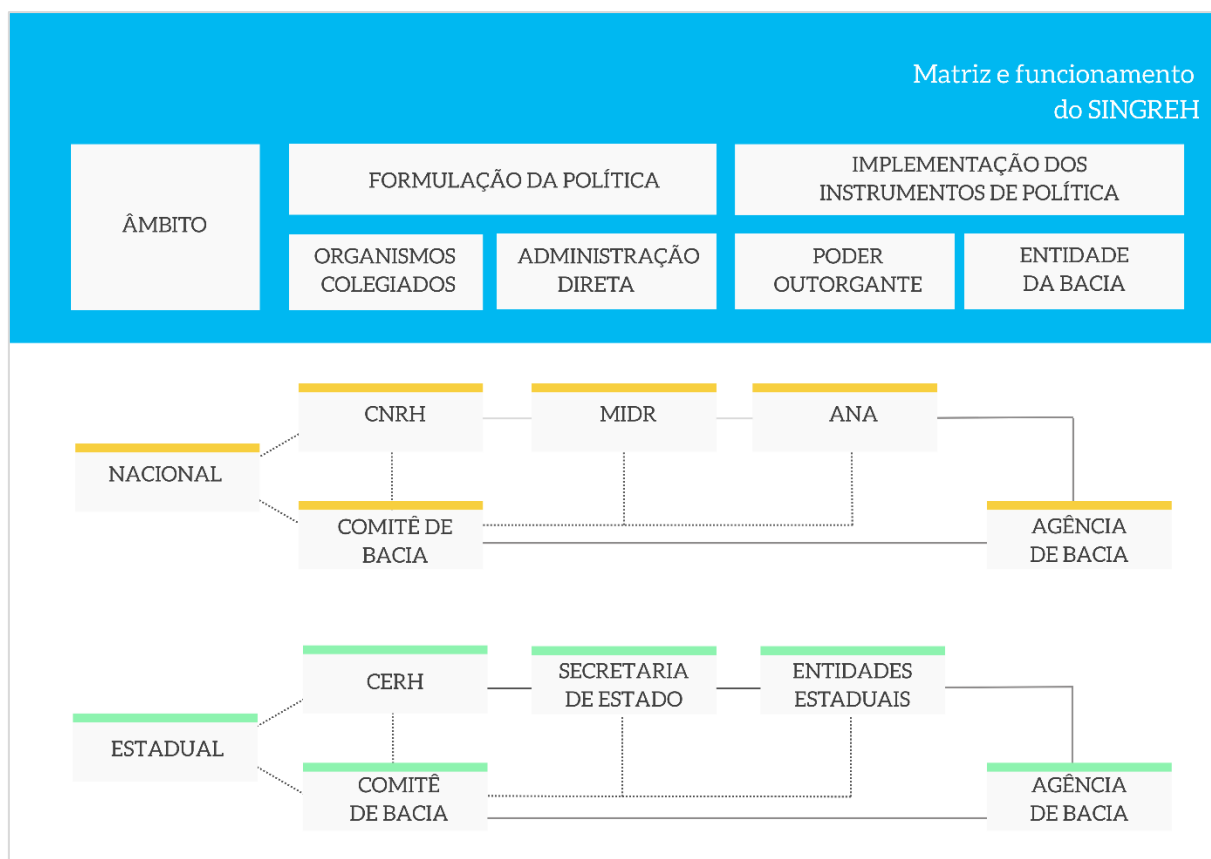 Matriz e funcionamento
do SINGREH
ÂMBITO
FORMULAÇÃO DA POLÍTICA
IMPLEMENTAÇÃO DOS
INSTRUMENTOS DE POLÍTICA
ORGANISMOS
COLEGIADOS
ADMINISTRAÇÃO
DIRETA
PODER
OUTORGANTE
ENTIDADE
DA BACIA
NACIONAL
CNRH
MIDR
ANA
COMITÊ DE
BACIA
AGÊNCIA
DE BACIA
ESTADUAL
CERH
SECRETARIA
DE ESTADO
ENTIDADES
ESTADUAIS
COMITÊ
DE BACIA
AGÊNCIA
DE BACIA